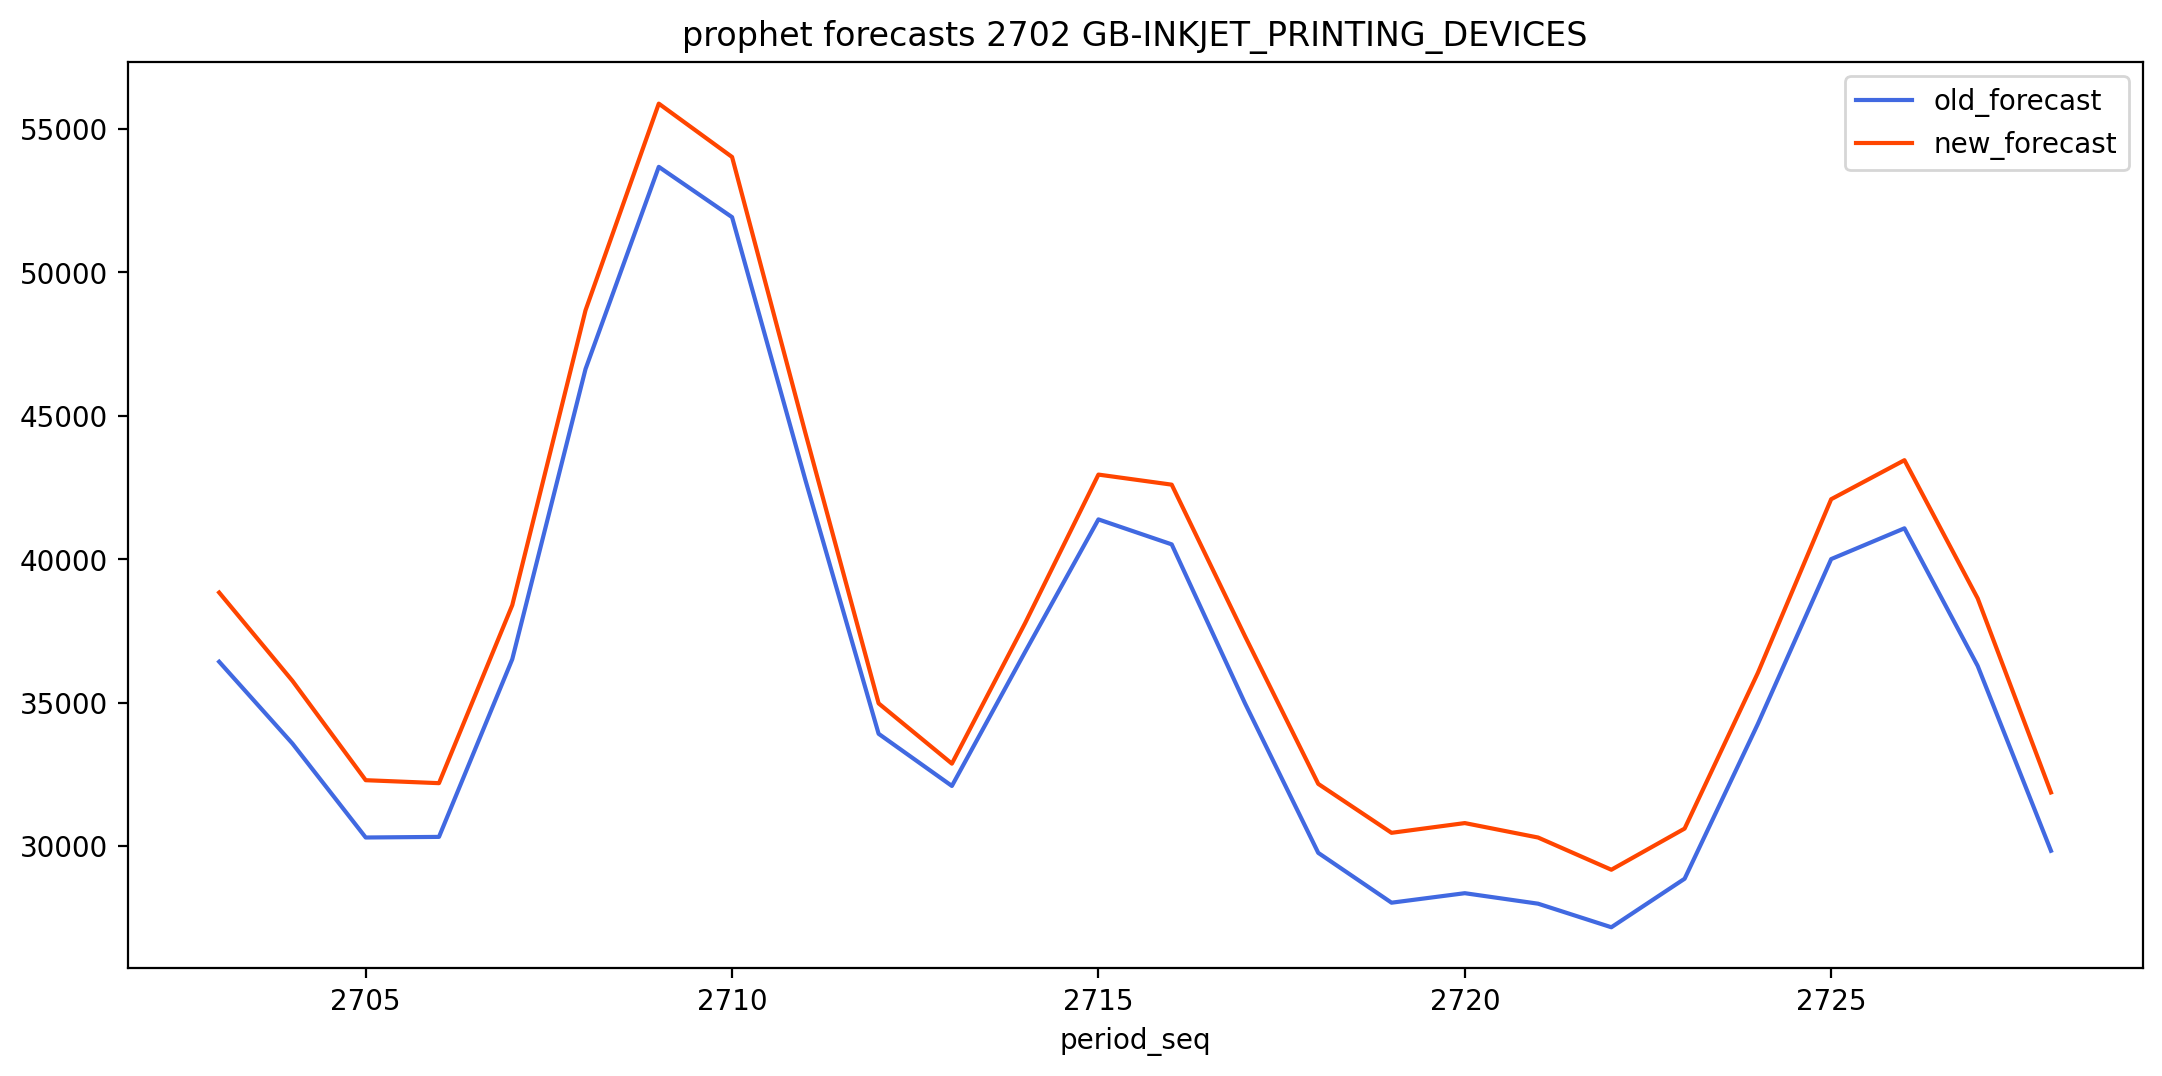 prophet forecasts 2702 GB-INKJET_PRINTING_DEVICES
old_forecast
new_forecast
55000
50000
45000
40000
35000
30000
2705 2710 2715 2720 2725
period_seq